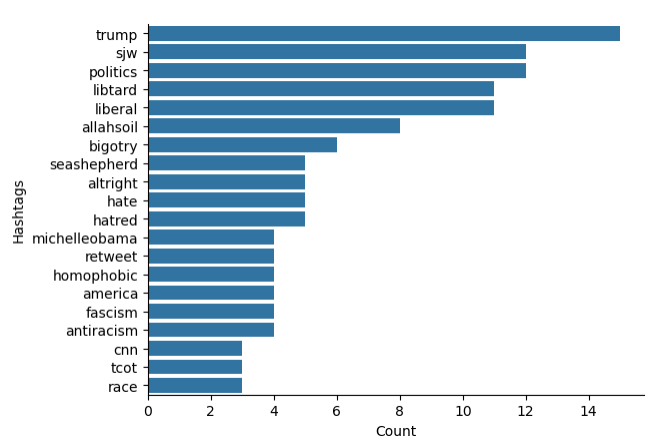 trump
sjw
politics
libtard
liberal
allahsoil
bigotry
seashepherd
altright
hate
hatred
michelleobama
retweet
homophobic
america
fascism
antiracism
cnn
tcot
race
Hashtags
0 2 4 6 8 10 12 14
Count